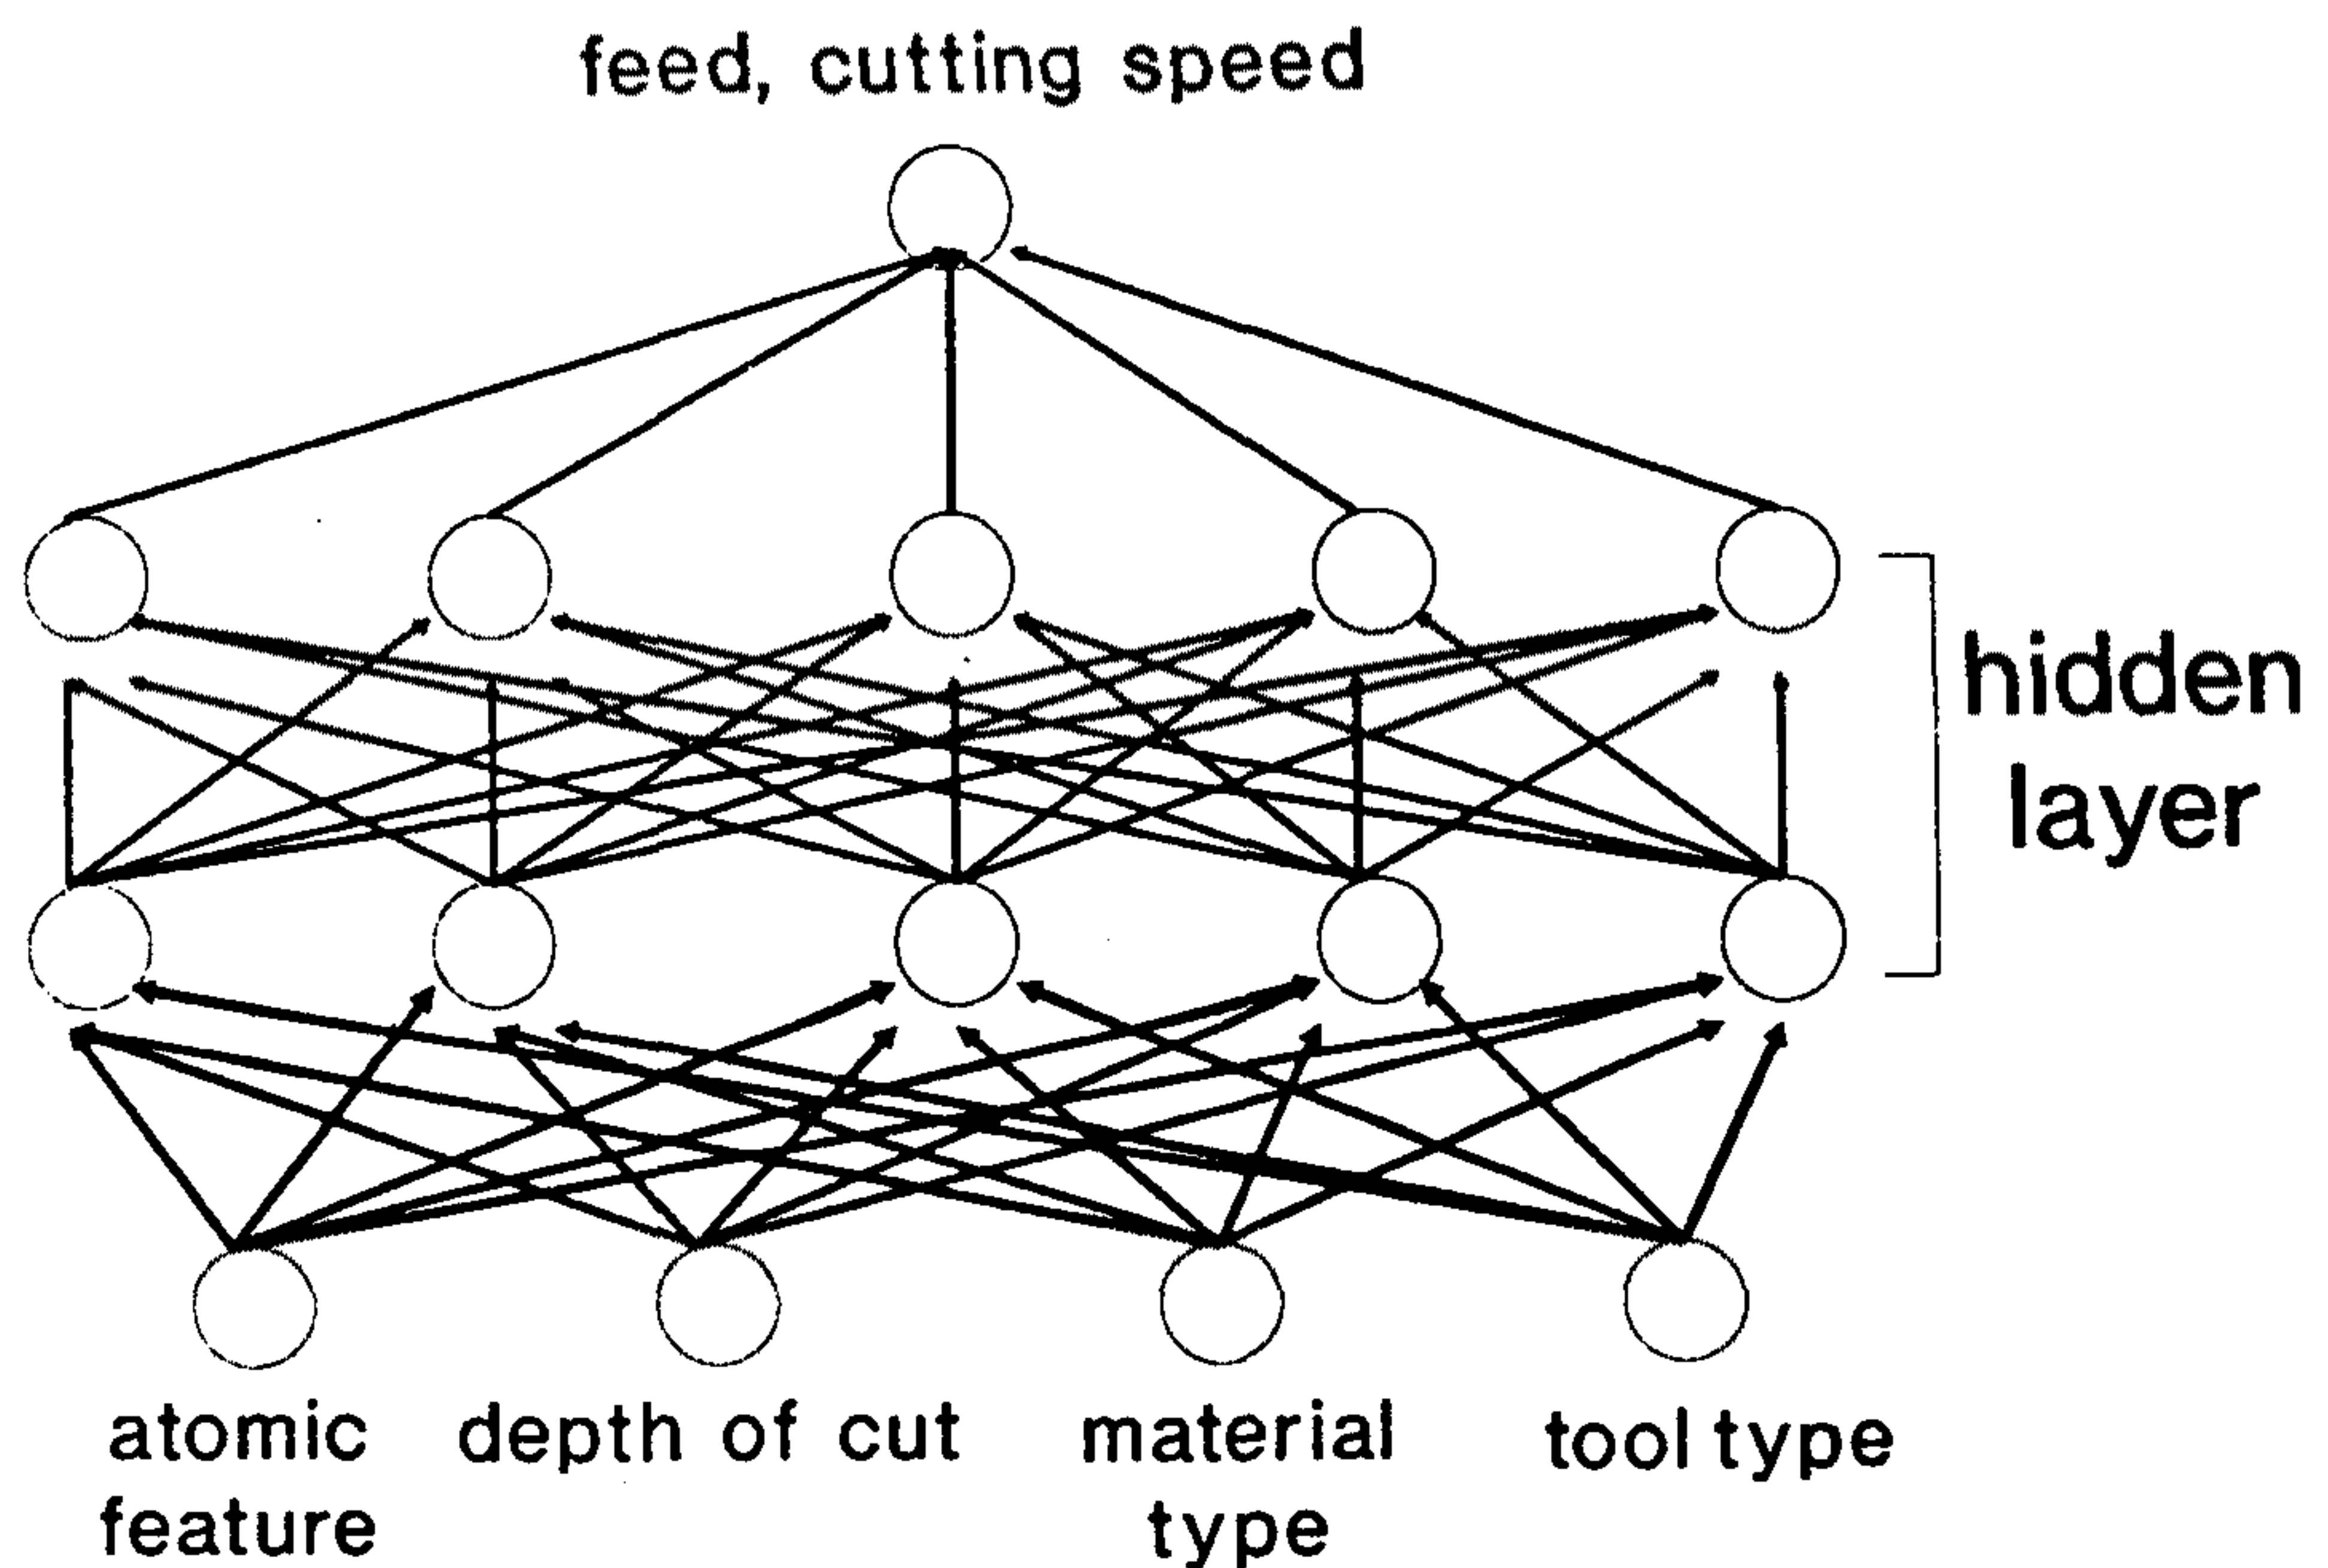 feed, cutting speed
hidden
layer
atomic
feature
depth of cut
material
type
tool type